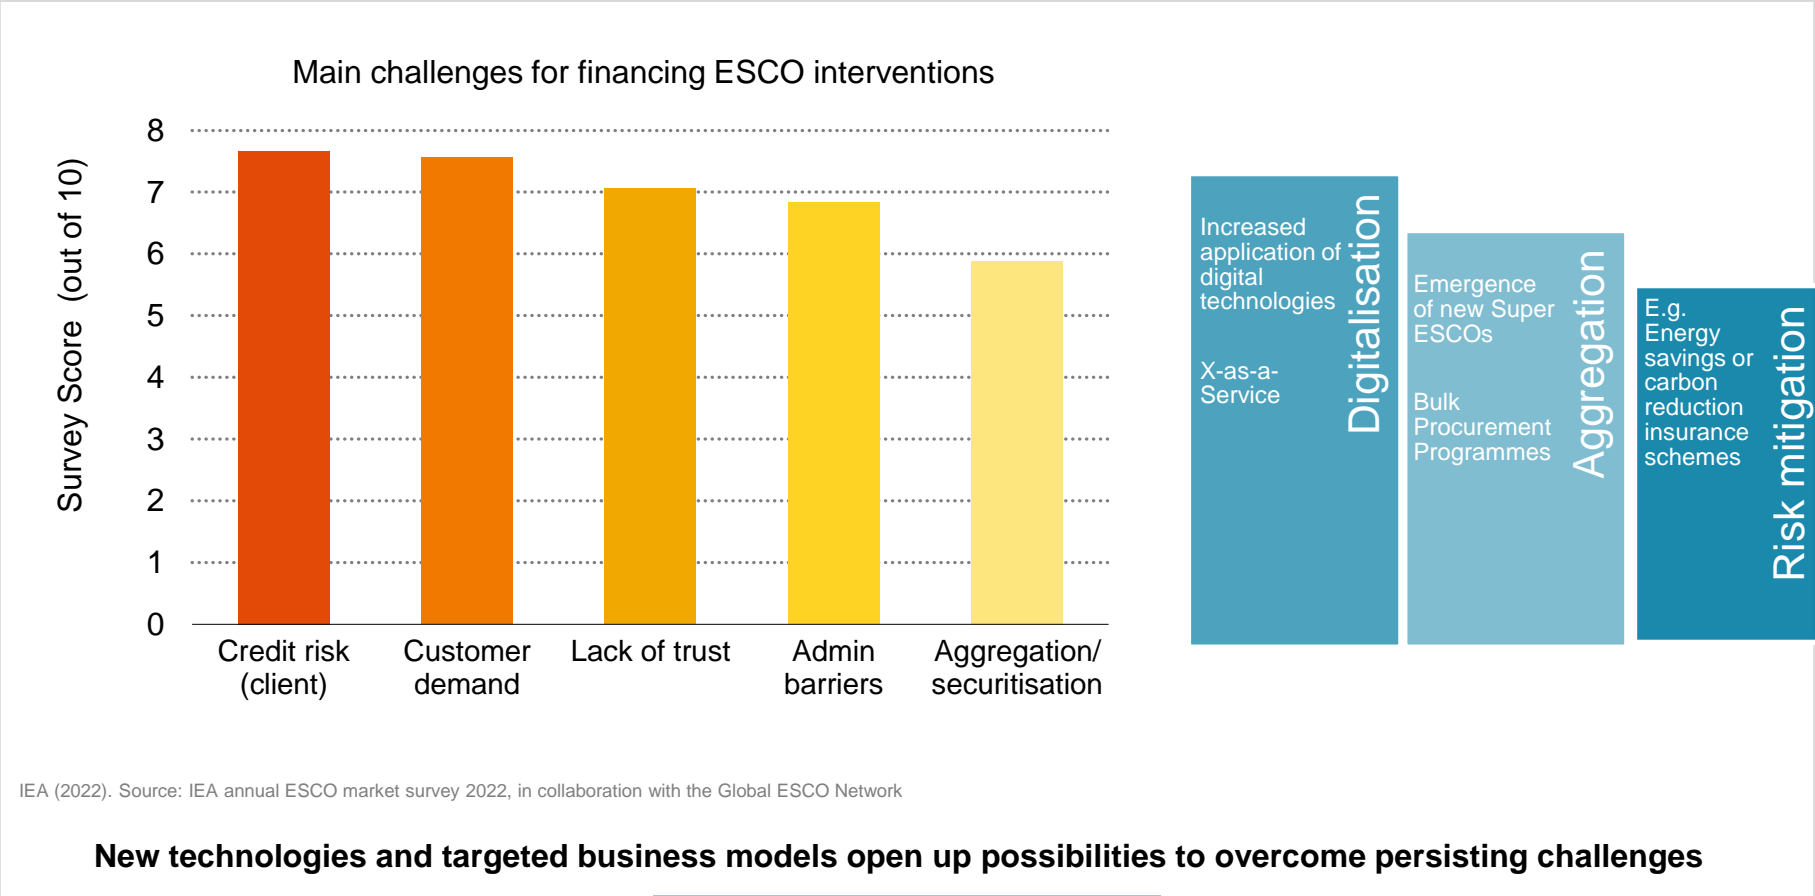 Main challenges for financing ESCO interventions
Survey Score (out of 10)
8
7
6
5
4
3
2
1
0
Credit risk
(client)
Customer
demand
Lack of trust
Admin
barriers
Aggregation/
securitisation
Increased
application of
digital
technologies
X-as-a-
Service
Digitalisation
Emergence
of new Super
ESCOs
Bulk
Procurement
Programmes
Aggregation
E.g.
Energy
savings or
carbon
reduction
insurance
schemes
Risk mitigation
IEA (2022). Source: IEA annual ESCO market survey 2022, in collaboration with the Global ESCO Network
New technologies and targeted business models open up possibilities to overcome persisting challenges